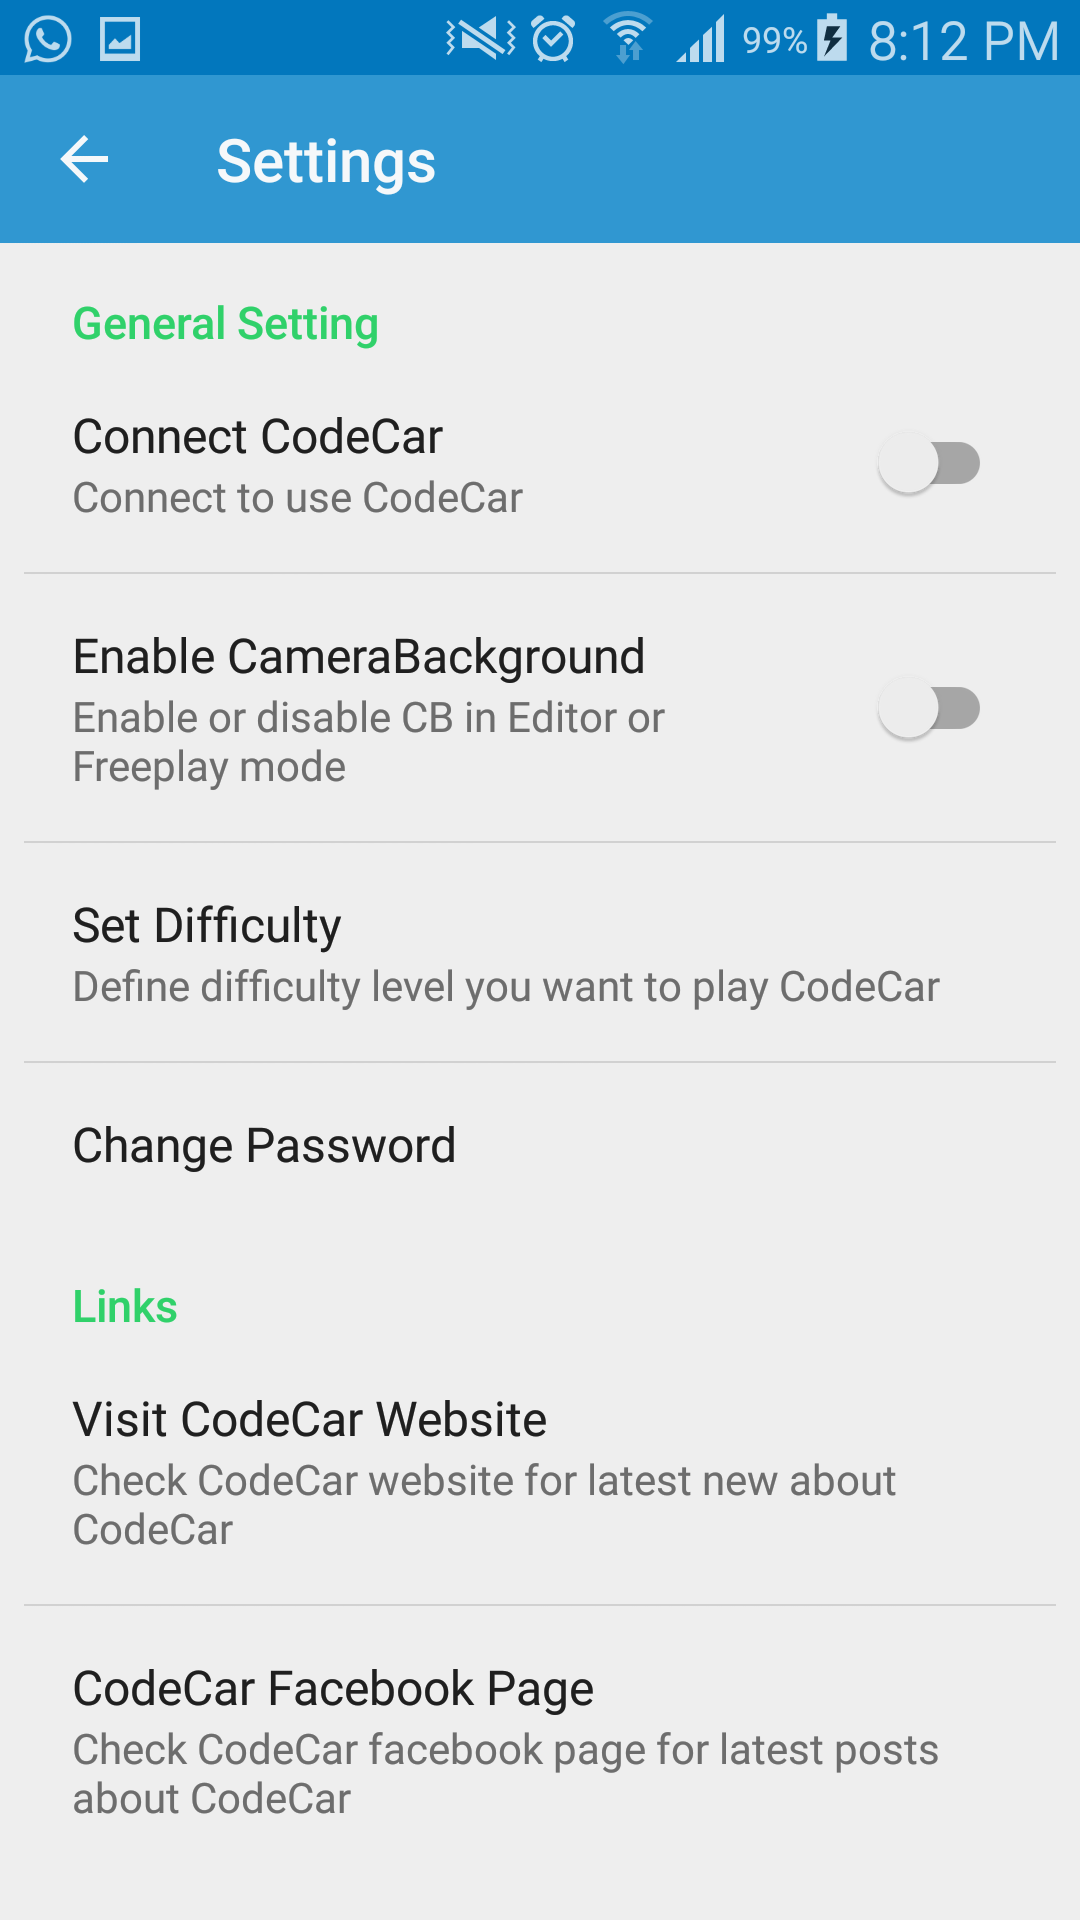 99% 8:12 PM
Settings
General Setting
Connect CodeCar
Connect to use CodeCar
Enable CameraBackground
Enable or disable CB in Editor or
Freeplay mode
Set Difficulty
Define difficulty level you want to play CodeCar
Change Password
Links
Visit CodeCar Website
Check CodeCar website for latest new about
CodeCar
CodeCar Facebook Page
Check CodeCar facebook page for latest posts
about CodeCar